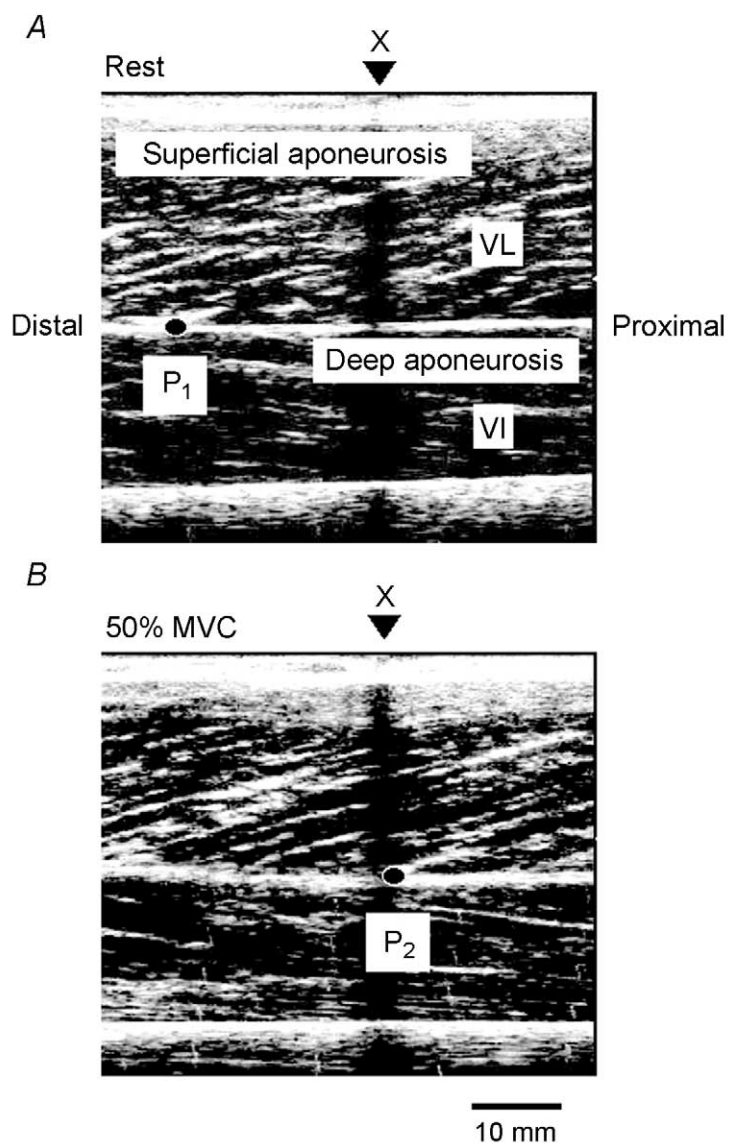 A
X
Rest
Superficial aponeurosis
VL
Distal
Proximal
Deep aponeurosis
P₁
VI
B
X
50% MVC
P₂
10 mm